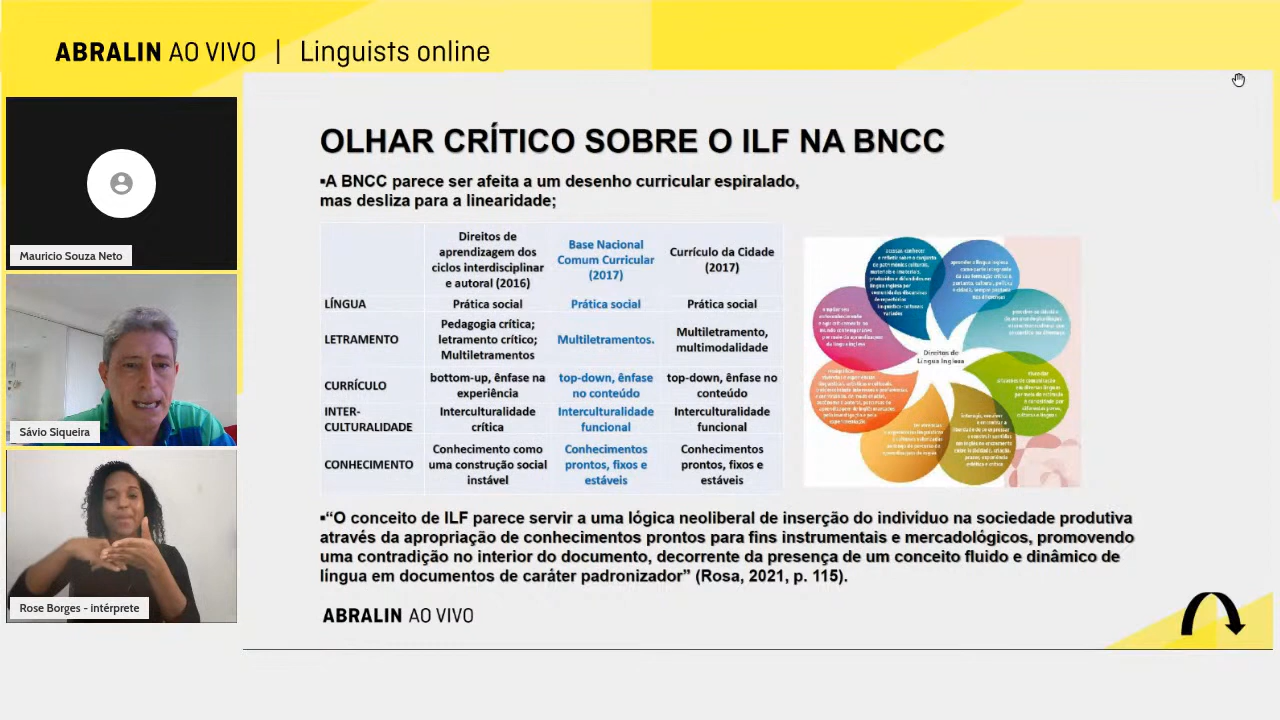 ABRALIN AO VIVO | Linguists online
Mauricio Souza Neto
Sávio Siqueira
Rose Borges - intérprete
OLHAR CRÍTICO SOBRE O ILF NA BNCC
▪A BNCC parece ser afeita a um desenho curricular espiralado,
mas desliza para a linearidade;
Direitos de
aprendizagem dos
ciclos interdisciplinar
e autoral (2016)
Base Nacional
Comum Curricular
(2017)
Currículo da Cidade
(2017)
LÍNGUA
Prática social
Prática social
Prática social
LETRAMENTO
Pedagogia crítica;
letramento crítico;
Multiletramentos
Multiletramentos.
Multiletramento,
multimodalidade
CURRÍCULO
bottom-up, ênfase na
experiência
top-down, ênfase
no conteúdo
top-down, ênfase no
conteúdo
INTER-
CULTURALIDADE
Interculturalidade
crítica
Interculturalidade
funcional
Interculturalidade
funcional
CONHECIMENTO
Conhecimento como
uma construção social
instável
Conhecimentos
prontos, fixos e
estáveis
Conhecimentos
prontos, fixos e
estáveis
Direitos de
Língua Inglesa
▪“O conceito de ILF parece servir a uma lógica neoliberal de inserção do individuo na sociedade produtiva
através da apropriação de conhecimentos prontos para fins instrumentais e mercadológicos, promovendo
uma contradição no interior do documento, decorrente da presença de um conceito fluido e dinâmico de
língua em documentos de caráter padronizador” (Rosa, 2021, p. 115).
ABRALIN AO VIVO